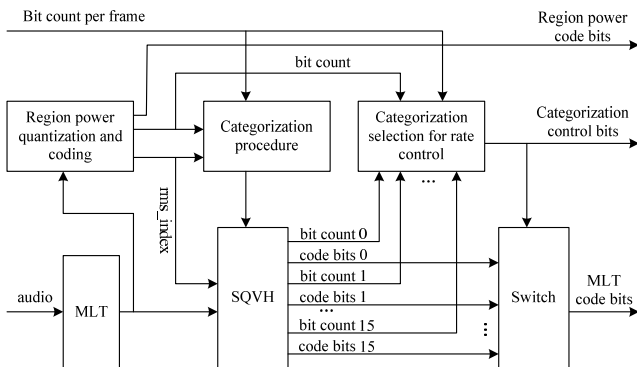 Bit count per frame
Region power
code bits
bit count
Region power
quantization and
coding
Categorization
procedure
Categorization
selection for rate
control
Categorization
control bits
...
rms_index
bit count 0
code bits 0
bit count 1
code bits 1
...
bit count 15
code bits 15
audio
MLT
SQVH
...
Switch
MLT
code bits